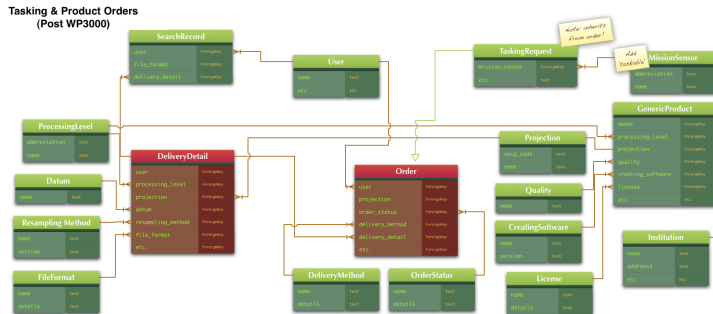 Tasking & Product Orders
(Post WP3000)
SearchRecord
user foreignKey
file_format foreignKey
delivery_detail foreignKey
User
name text
etc etc
TaskingRequest
mission_sensor foreignKey
etc text
Note: inherits
from order!
Add
'taskable'
MissionSensor
abbreviation text
name text
GenericProduct
owner foreignKey
processing_level foreignKey
projection foreignKey
quality foreignKey
creating_software foreignKey
license foreignKey
etc. foreignKey
ProcessingLevel
abbreviation text
name text
DeliveryDetail
user foreignKey
processing_level foreignKey
projection foreignKey
datum foreignKey
resampling_method foreignKey
file_format foreignKey
etc. foreignKey
Projection
epsg_code text
name text
Order
user foreignKey
projection foreignKey
order_status foreignKey
delivery_method foreignKey
delivery_detail foreignKey
etc. foreignKey
Datum
name text
Quality
name text
Resampling Method
name text
version text
CreatingSoftware
name text
version text
Institution
name text
address1 text
etc etc
FileFormat
name text
details text
DeliveryMethod
name text
details text
OrderStatus
name text
details text
License
name text
details text